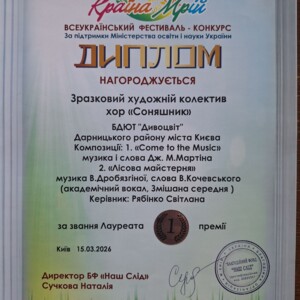 Країна Мрій
ВСЕУКРАЇНСЬКИЙ ФЕСТИВАЛЬ - КОНКУРС
За підтримки Міністерства освіти і науки України
ДИПЛОМ
НАГОРОДЖУЄТЬСЯ
Зразковий художній колектив
хор «Соняшник»
БДЮТ "Дивоцвіт"
Дарницького району міста Києва
Композиції: 1. «Come to the Music»
музика і слова Дж. М.Мартіна
2. «Лісова майстерня»
музика В.Дробязгіної, слова В.Кочевського
(академічний вокал, Змішана середня )
Керівник: Рябінко Світлана
за звання Лауреата 1 премії
Київ 15.03.2026
Директор БФ «Наш Слід»
Сучкова Наталія